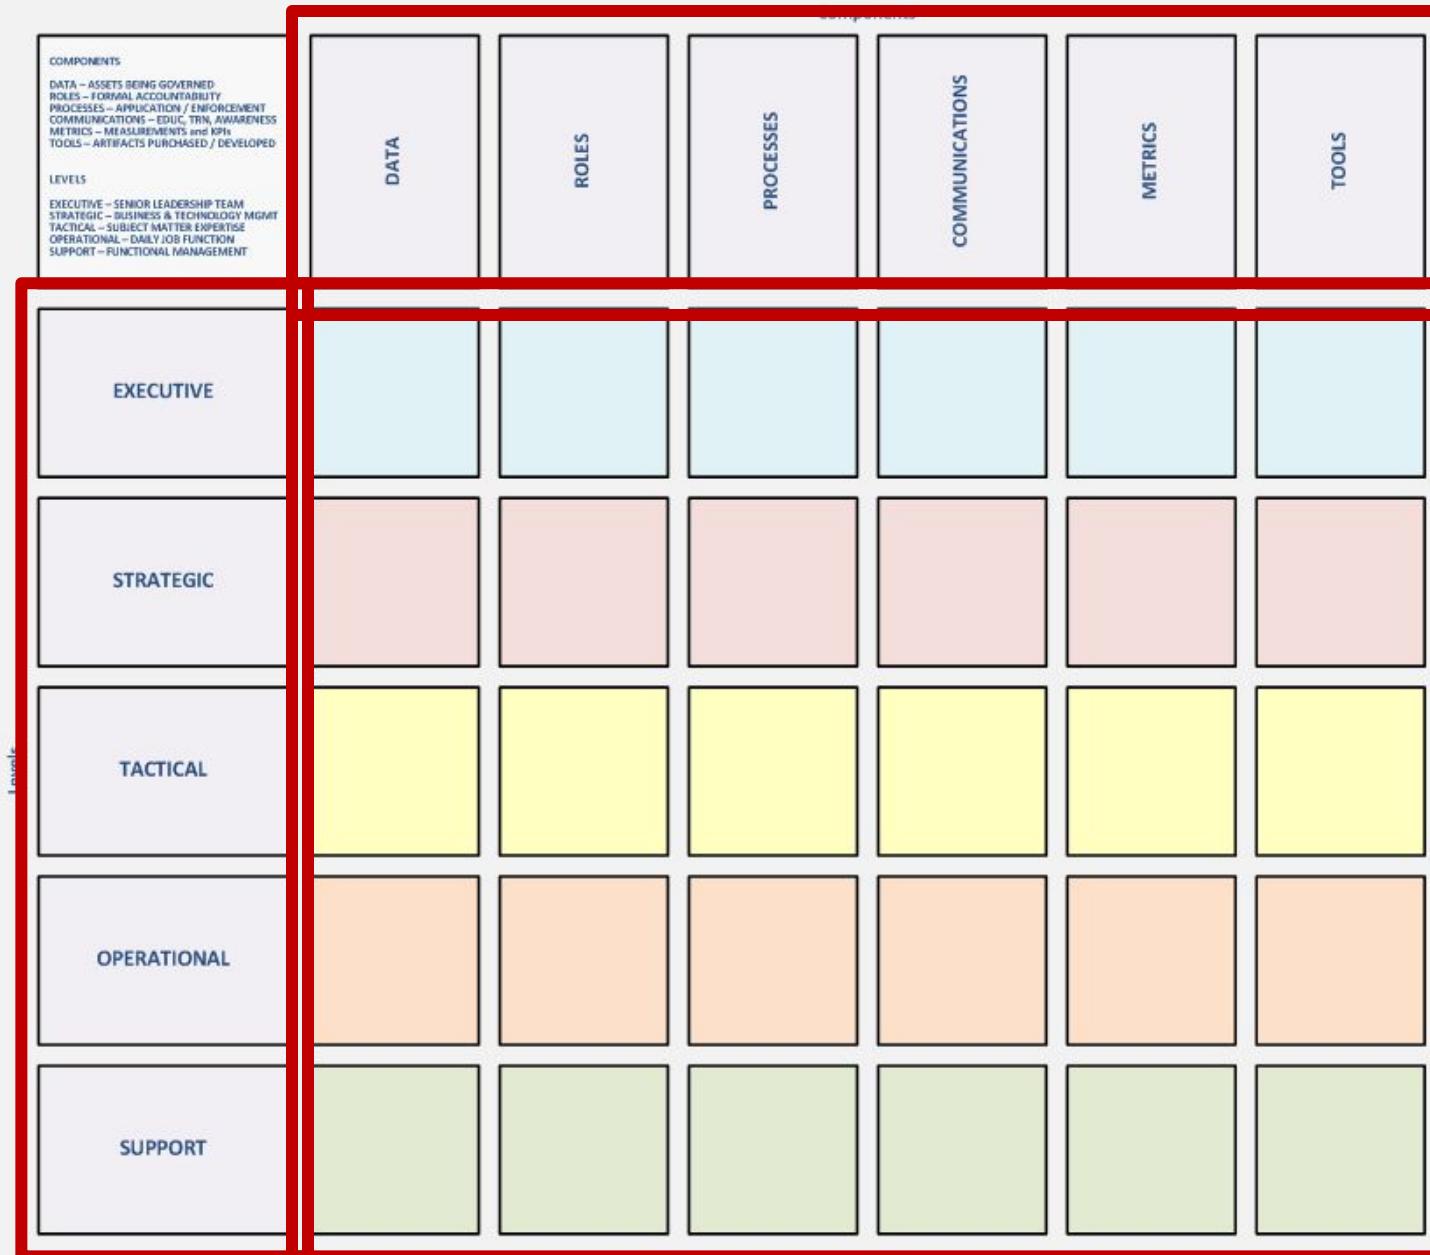 COMPONENTS
DATA – ASSETS BEING GOVERNED
ROLES – FORMAL ACCOUNTABILITY
PROCESSES – APPLICATION / ENFORCEMENT
COMMUNICATIONS – EDUC, TRN, AWARENESS
METRICS – MEASUREMENTS and KPIs
TOOLS – ARTIFACTS PURCHASED / DEVELOPED
LEVELS
EXECUTIVE – SENIOR LEADERSHIP TEAM
STRATEGIC – BUSINESS & TECHNOLOGY MGMT
TACTICAL – SUBJECT MATTER EXPERTISE
OPERATIONAL – DAILY JOB FUNCTION
SUPPORT – FUNCTIONAL MANAGEMENT
DATA
ROLES
PROCESSES
COMMUNICATIONS
METRICS
TOOLS
EXECUTIVE
STRATEGIC
TACTICAL
OPERATIONAL
SUPPORT
Levels